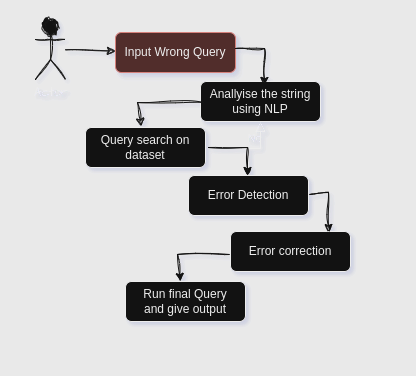 Input Wrong Query
Anallyise the string
using NLP
Query search on
dataset
Error Detection
Error correction
Run final Query
and give output